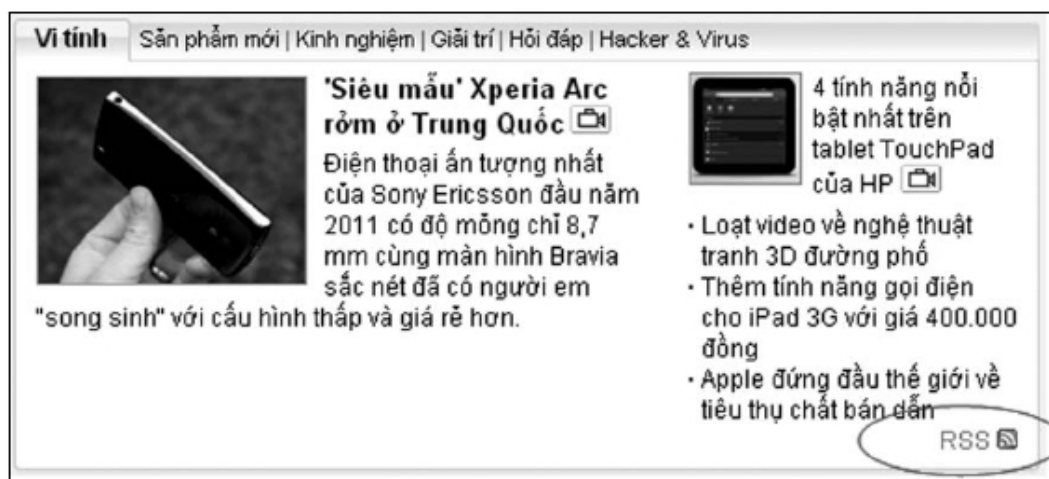 Vi tính Sản phẩm mới | Kinh nghiệm | Giải trí | Hỏi đáp | Hacker & Virus
'Siêu mẫu' Xperia Arc
rởm ở Trung Quốc
Điện thoại ấn tượng nhất
của Sony Ericsson đầu năm
2011 có độ mỏng chỉ 8,7
mm cùng màn hình Bravia
sắc nét đã có người em
"song sinh" với cấu hình thấp và giá rẻ hơn.
4 tính năng nổi
bật nhất trên
tablet TouchPad
của HP
· Loạt video về nghệ thuật
tranh 3D đường phố
· Thêm tính năng gọi điện
cho iPad 3G với giá 400.000
đồng
· Apple đứng đầu thế giới về
tiêu thụ chất bán dẫn
RSS